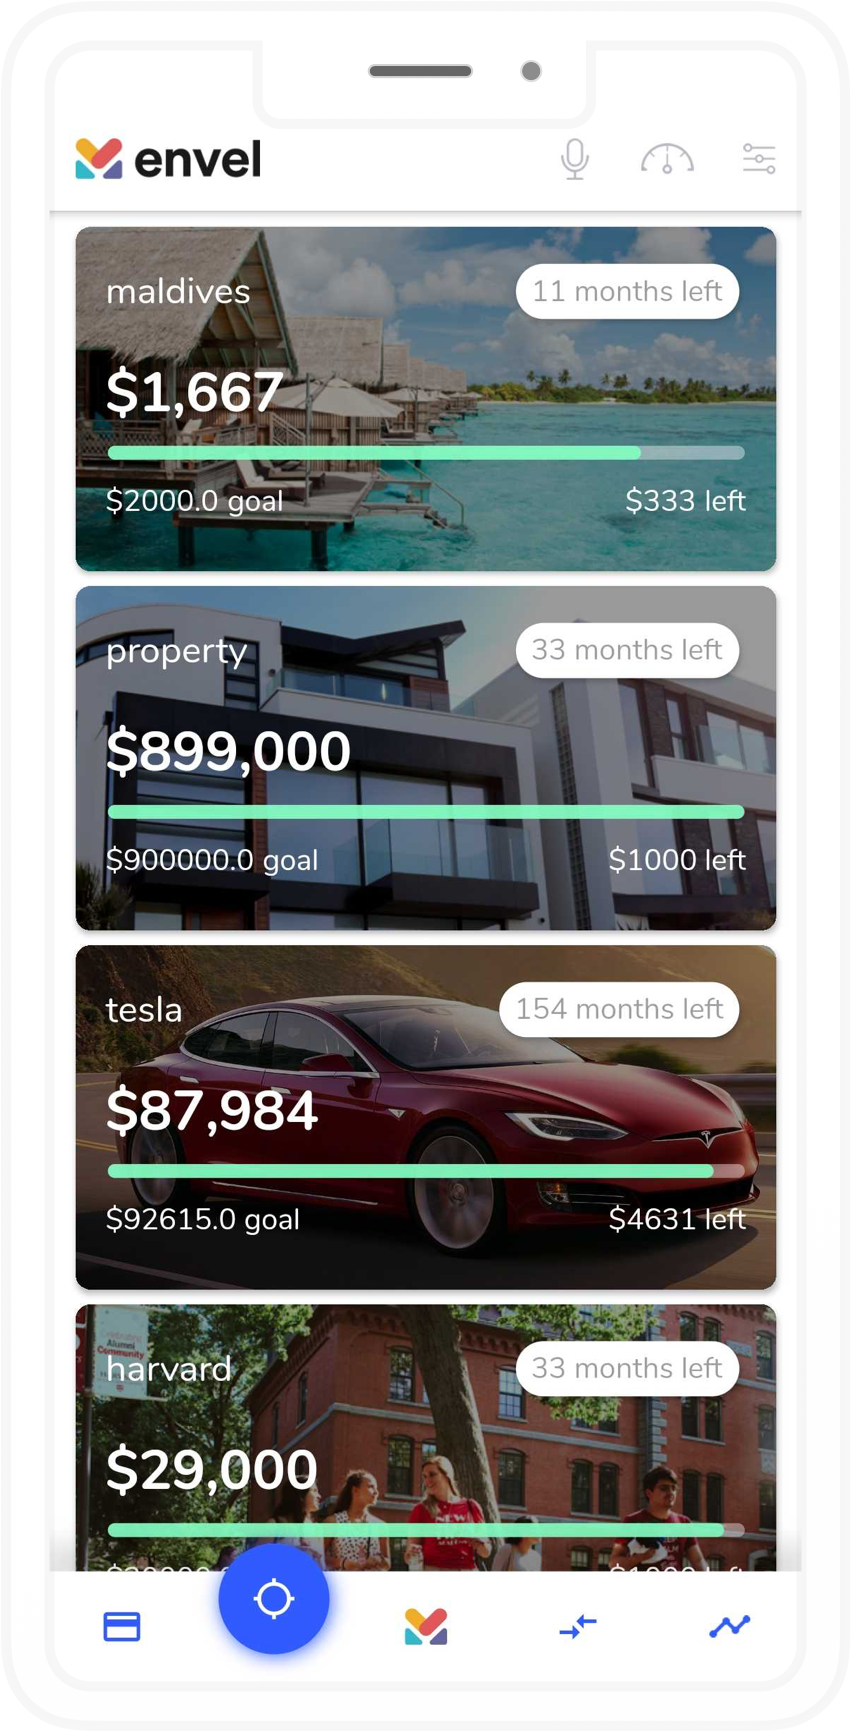 envel
maldives
11 months left
$1,667
$2000.0 goal
$333 left
property
33 months left
$899,000
$900000.0 goal
$1000 left
tesla
154 months left
$87,984
$92615.0 goal
$4631 left
Alumni
Community
harvard
33 months left
$29,000